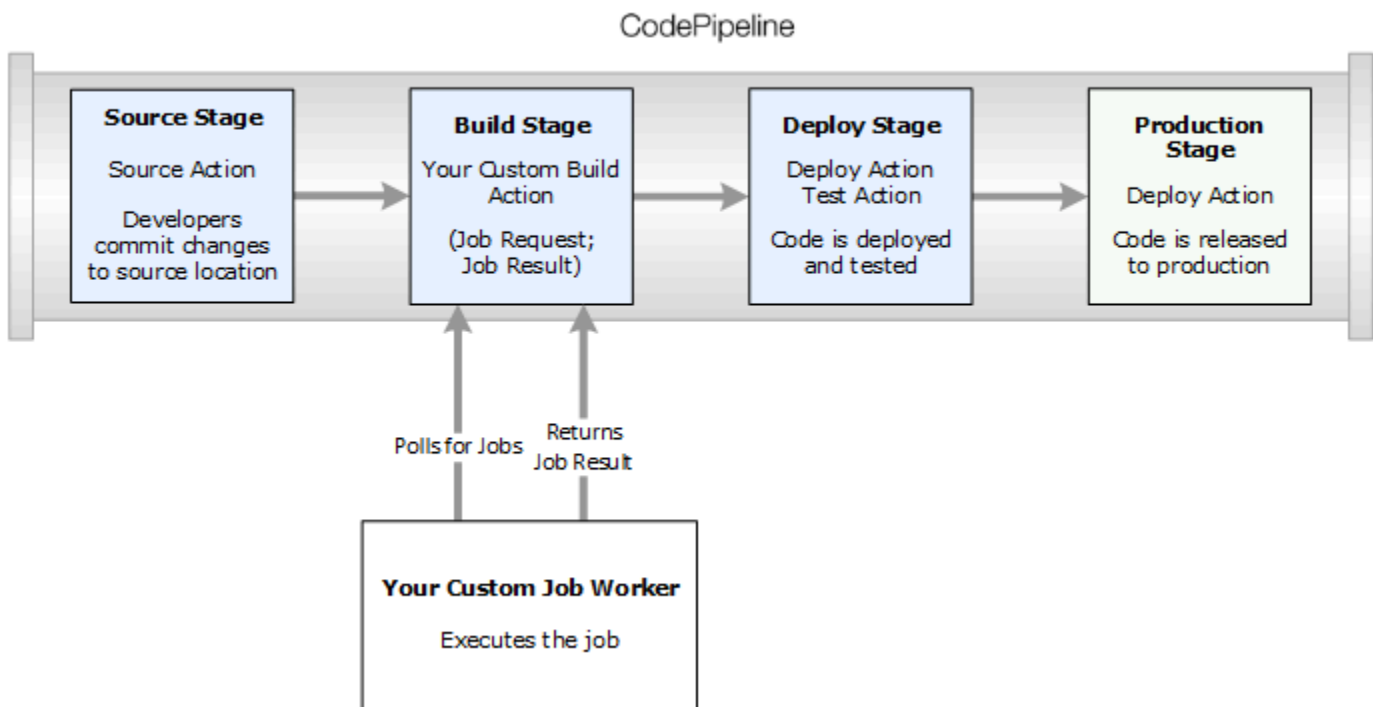 CodePipeline
Source Stage
Source Action
Developers
commit changes
to source location
Build Stage
Your Custom Build
Action
(Job Request;
Job Result)
Deploy Stage
Deploy Action
Test Action
Code is deployed
and tested
Production
Stage
Deploy Action
Code is released
to production
Polls for Jobs
Returns
Job Result
Your Custom Job Worker
Executes the job